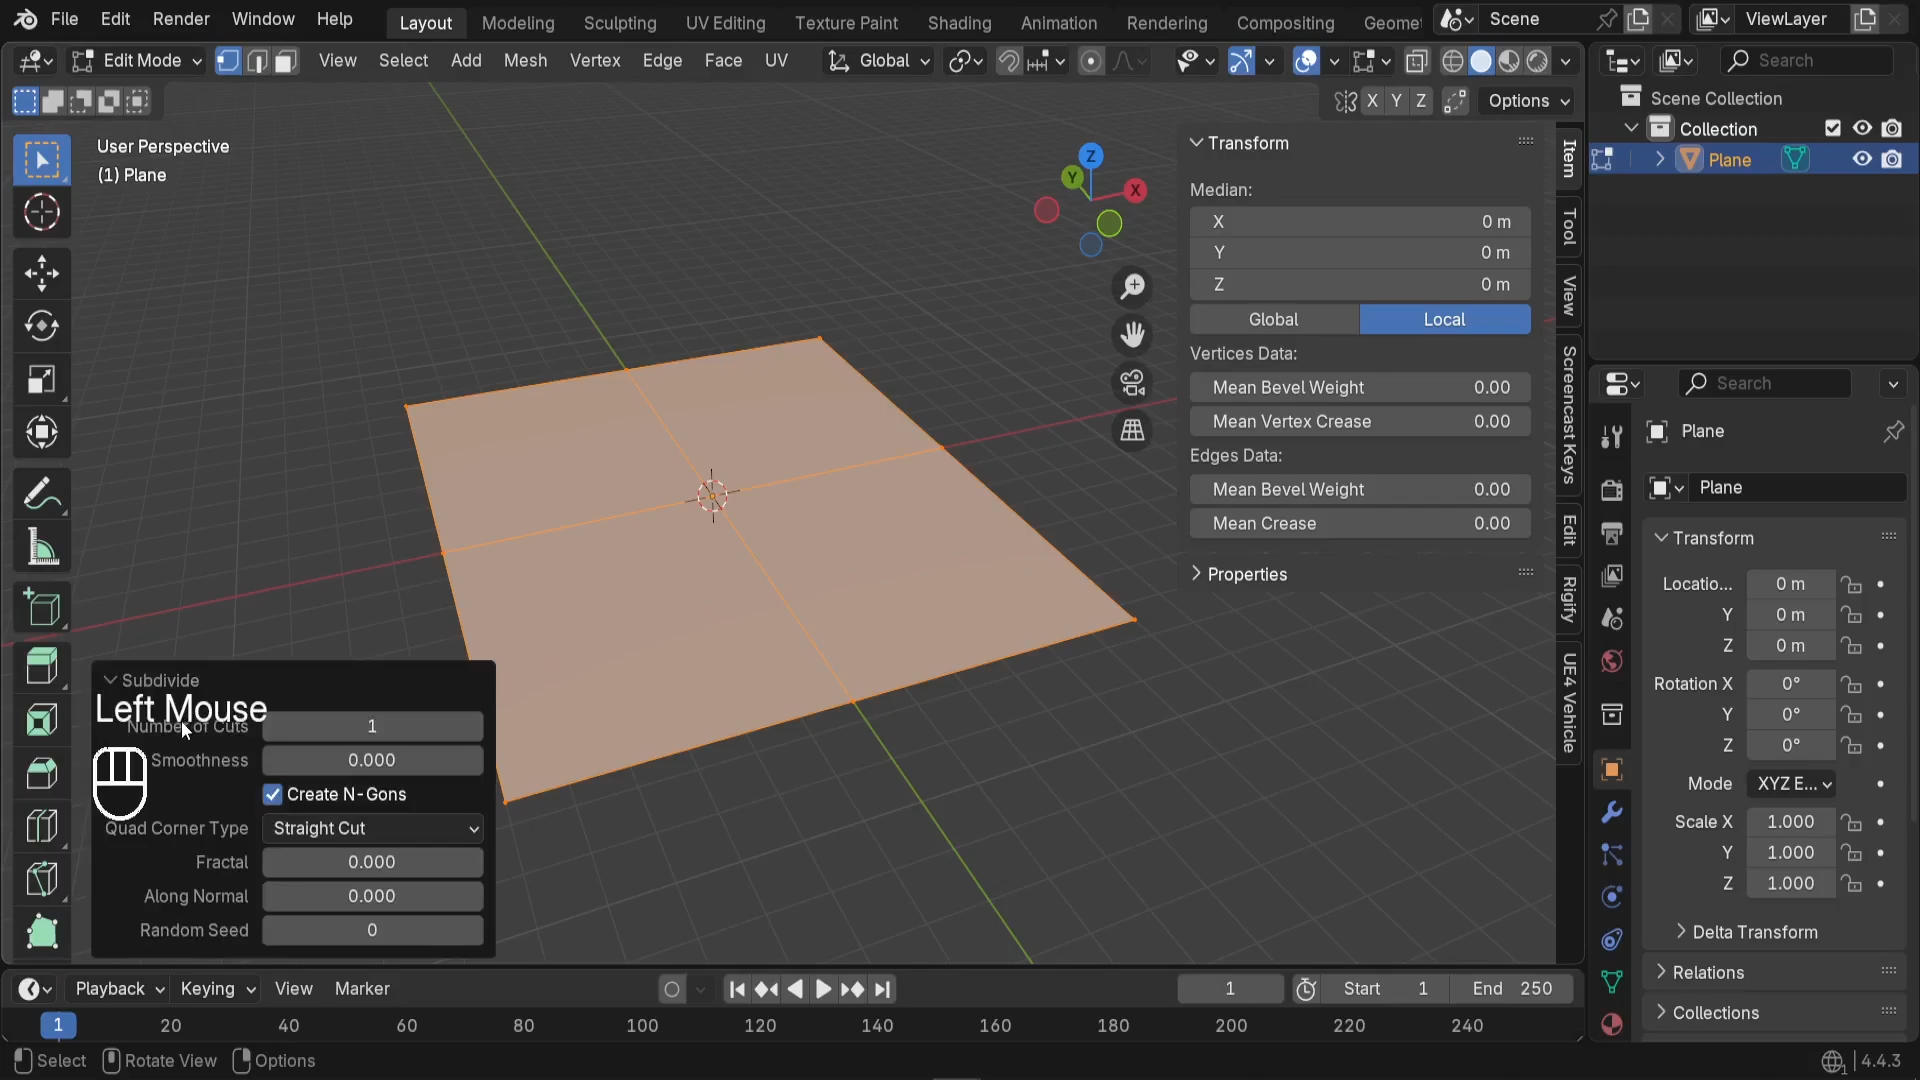 File Edit Render Window Help Layout Modeling Sculpting UV Editing Texture Paint Shading Animation Rendering Compositing Geomet Scene ViewLayer
Edit Mode View Select Add Mesh Vertex Edge Face UV Global Search
X Y Z Options
Scene Collection
Collection
Plane
User Perspective
(1) Plane
Z
Y
X
Transform
Median:
X 0 m
Y 0 m
Z 0 m
Global Local
Vertices Data:
Mean Bevel Weight 0.00
Mean Vertex Crease 0.00
Edges Data:
Mean Bevel Weight 0.00
Mean Crease 0.00
Properties
Item
Tool
View
Screencast Keys
Edit
Rigify
UE4 Vehicle
Search
Plane
Plane
Transform
Locatio... 0 m
Y 0 m
Z 0 m
Rotation X 0°
Y 0°
Z 0°
Mode XYZ E...
Scale X 1.000
Y 1.000
Z 1.000
Delta Transform
Relations
Collections
Subdivide
Left Mouse
Number of Cuts 1
Smoothness 0.000
Create N-Gons
Quad Corner Type Straight Cut
Fractal 0.000
Along Normal 0.000
Random Seed 0
Playback Keying View Marker 1 Start 1 End 250
1 20 40 60 80 100 120 140 160 180 200 220 240
Select Rotate View Options 4.4.3